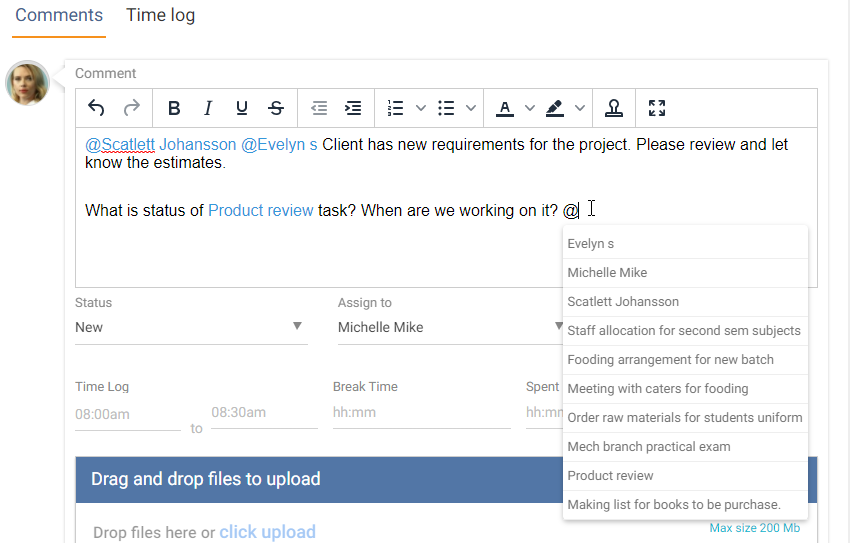 Comments Time log
Comment
B I U S A
@Scatlett Johansson @Evelyn s Client has new requirements for the project. Please review and let
know the estimates.
What is status of Product review task? When are we working on it? @
Evelyn s
Michelle Mike
Scatlett Johansson
Staff allocation for second sem subjects
Fooding arrangement for new batch
Meeting with caters for fooding
Order raw materials for students uniform
Mech branch practical exam
Product review
Making list for books to be purchase.
Status Assign to
New Michelle Mike
Time Log Break Time Spent
08:00am to 08:30am hh:mm hh:mm
Drag and drop files to upload
Drop files here or click upload
Max size 200 Mb